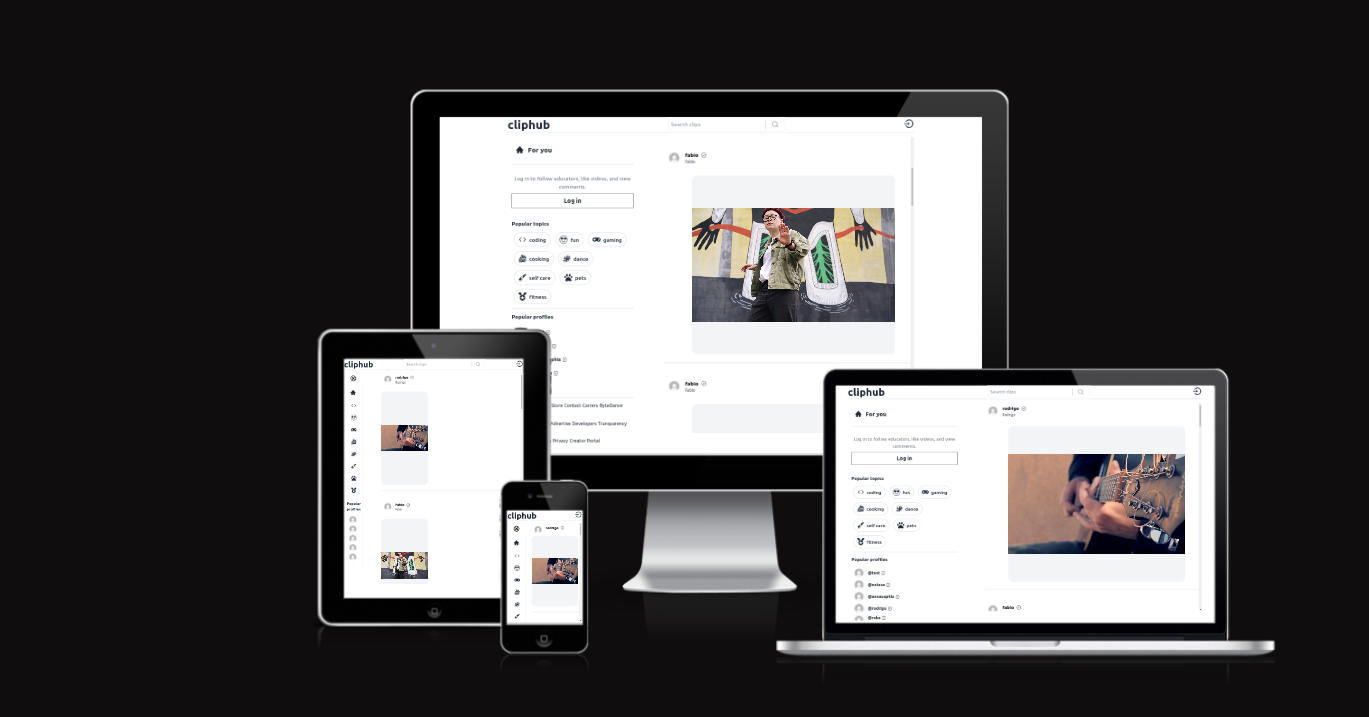 cliphub
Search clips
For you
Log in to follow educators, like videos, and view
comments.
Log in
Popular topics
coding fun gaming
cooking dance
self care pets
fitness
Popular profiles
Store Contact Carrers ByteDance
Advertise Developers Transparency
Privacy Creator Portal
fabio
Fabio
fabio
Fabio
cliphub
Search clips
Popular
profiles
rodrigo
Rodrigo
fabio
Fabio
cliphub
rodrigo
cliphub
Search clips
For you
Log in to follow educators, like videos, and view
comments.
Log in
Popular topics
coding fun gaming
cooking dance
self care pets
fitness
Popular profiles
@test
@rodrigo
rodrigo
Rodrigo
fabio